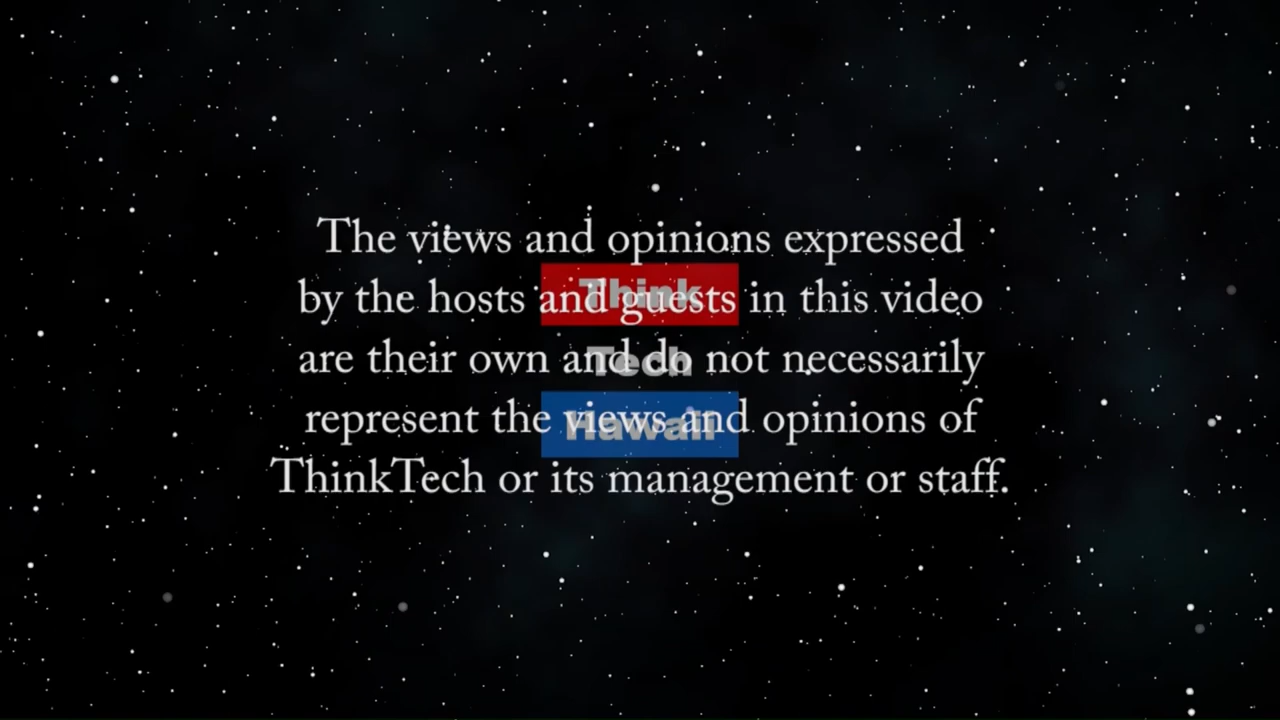 The views and opinions expressed
by the hosts and guests in this video
are their own and do not necessarily
represent the views and opinions of
ThinkTech or its management or staff.
Think
Tech
Hawaii